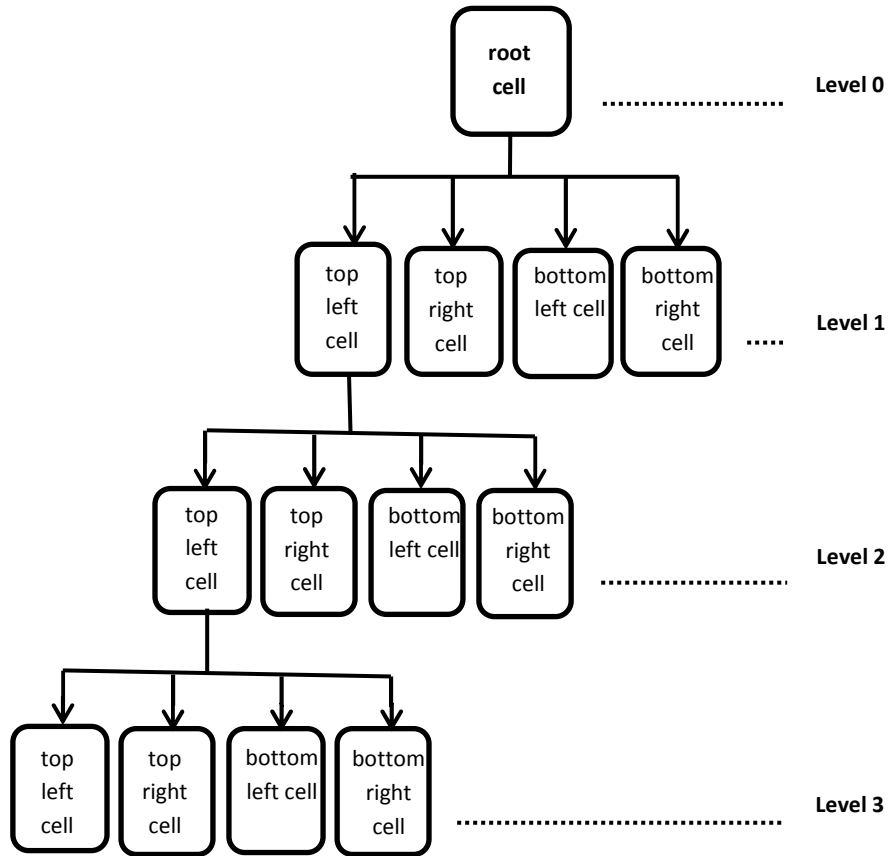 root
cell
Level 0
top
left
cell
top
right
cell
bottom
left cell
bottom
right
cell
Level 1
top
left
cell
top
right
cell
bottom
left cell
bottom
right
cell
Level 2
top
left
cell
top
right
cell
bottom
left cell
bottom
right
cell
Level 3